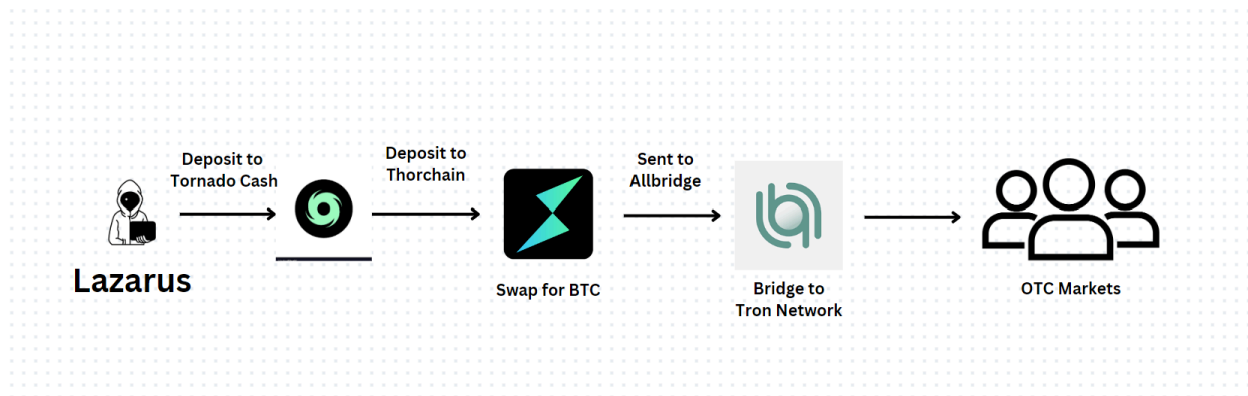 Deposit to
Tornado Cash
Deposit to
Thorchain
Sent to
Allbridge
Lazarus
Swap for BTC
Bridge to
Tron Network
OTC Markets